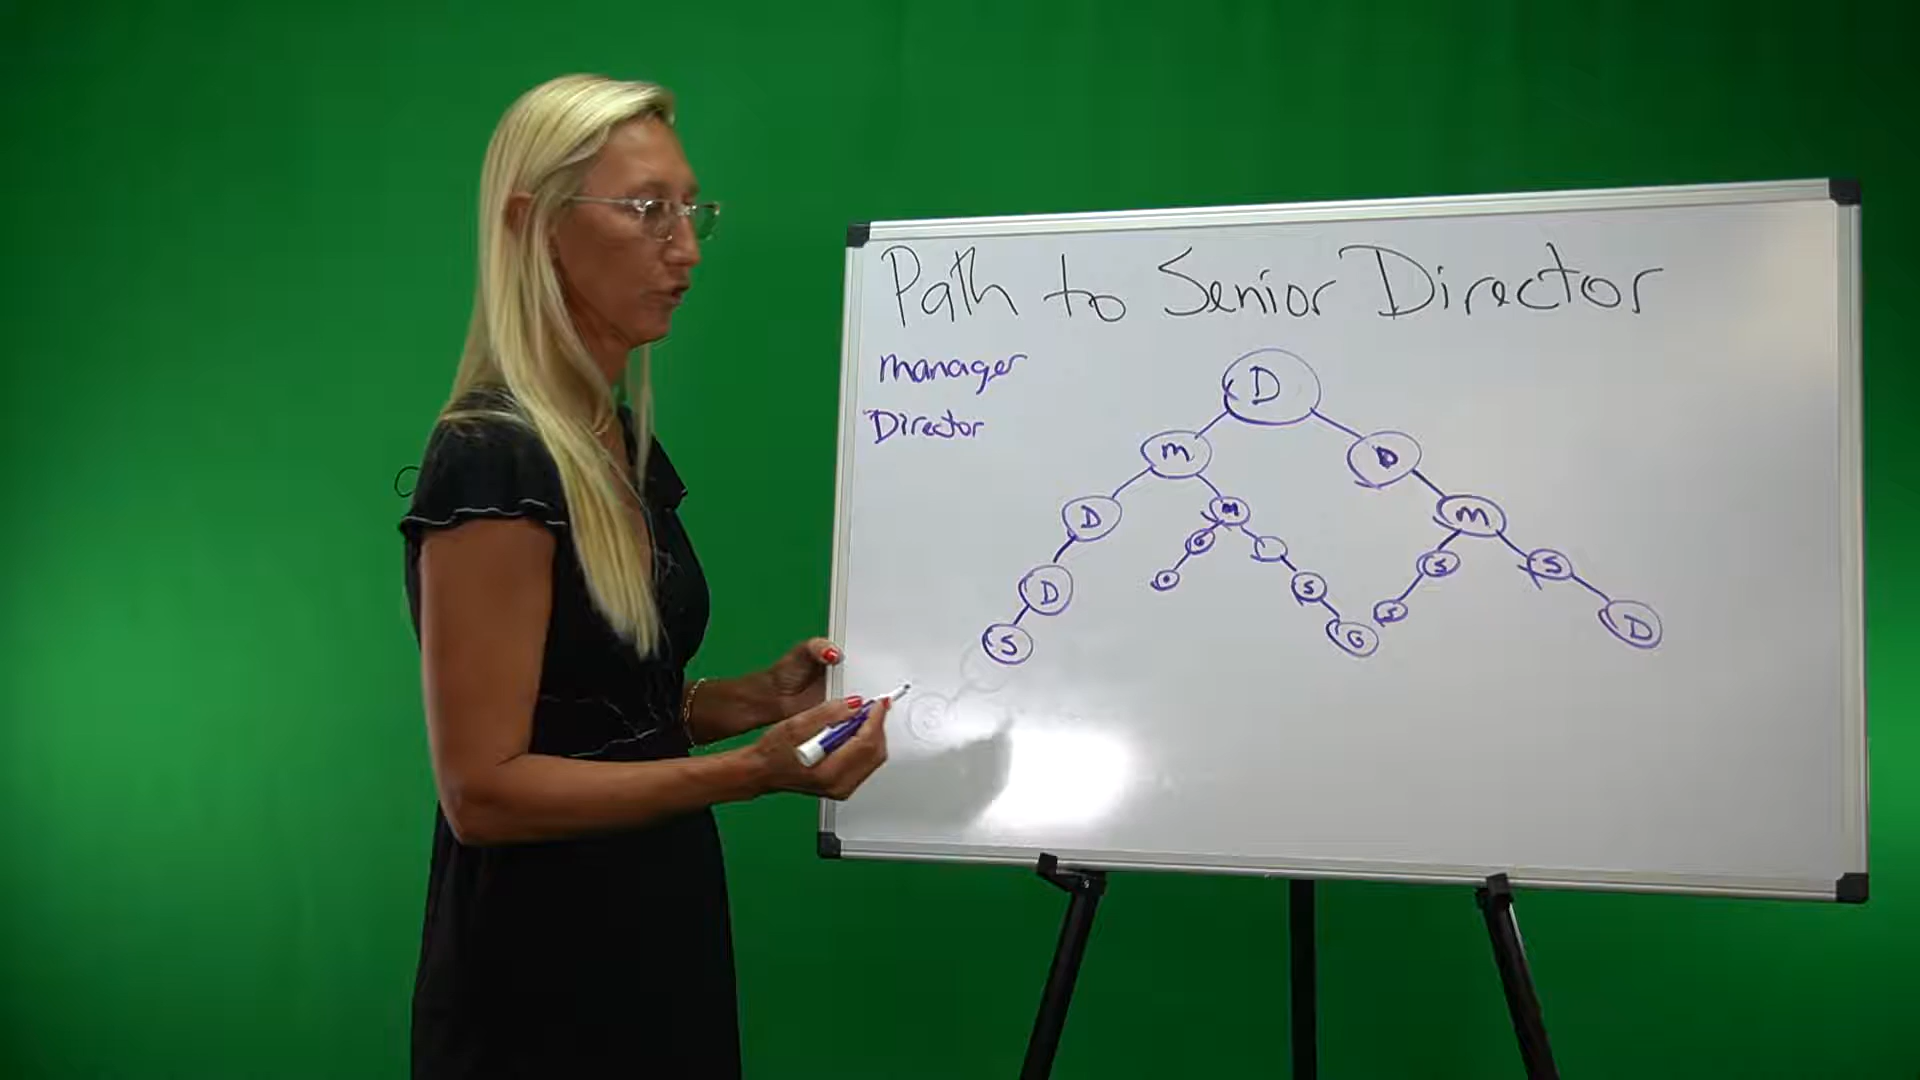 Path to Senior Director
manager
Director
D
m D
D m m
G S S
D S S D
S G
S